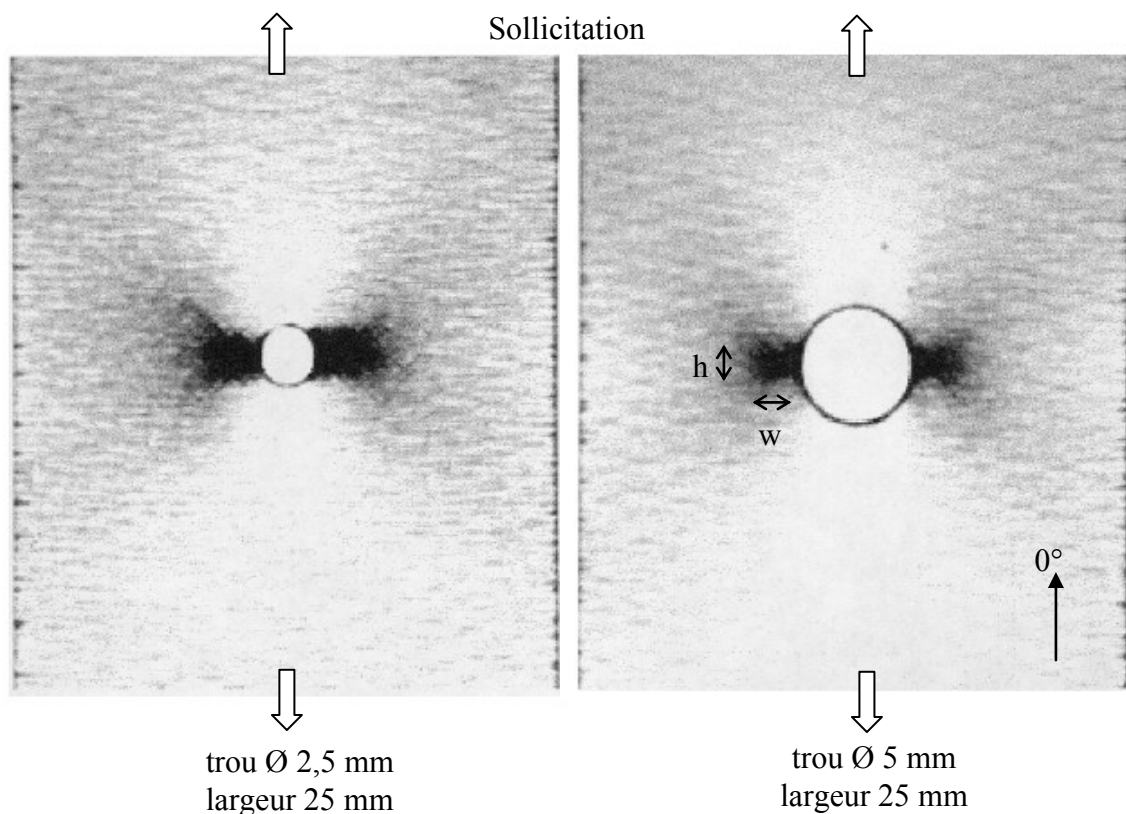 Sollicitation
h
w
0°
trou Ø 2,5 mm
largeur 25 mm
trou Ø 5 mm
largeur 25 mm